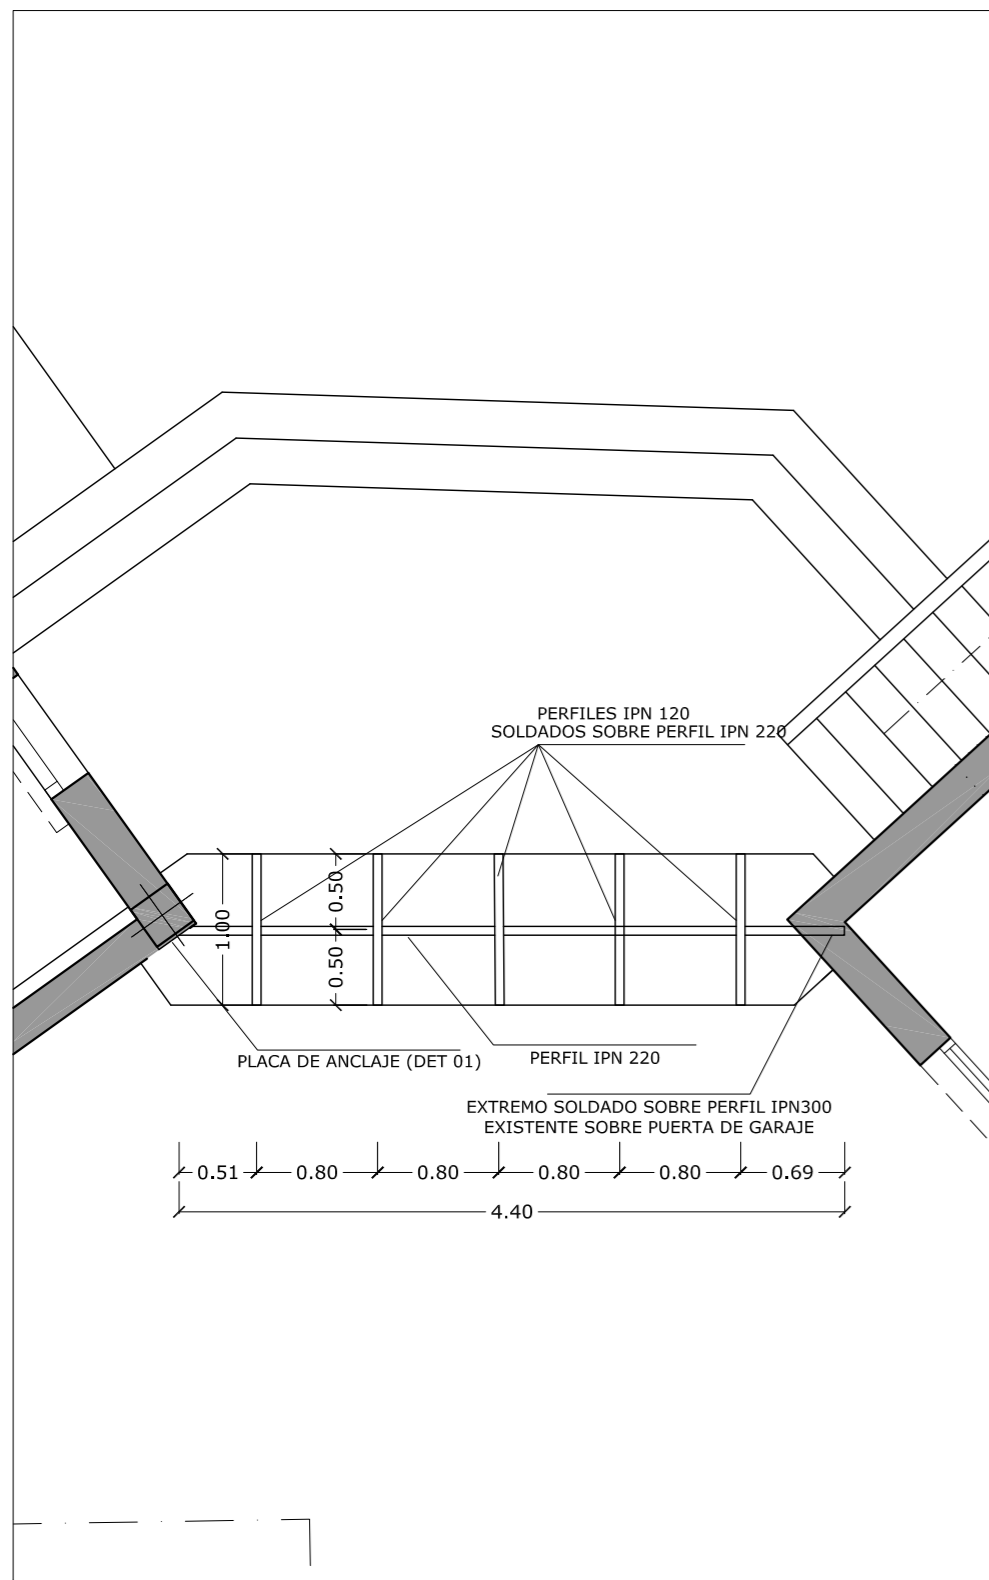 PERFILES IPN 120
SOLDADOS SOBRE PERFIL IPN 220
0.50
1.00
0.50
PLACA DE ANCLAJE (DET 01)
PERFIL IPN 220
EXTREMO SOLDADO SOBRE PERFIL IPN300
EXISTENTE SOBRE PUERTA DE GARAJE
0.51 0.80 0.80 0.80 0.80 0.69
4.40